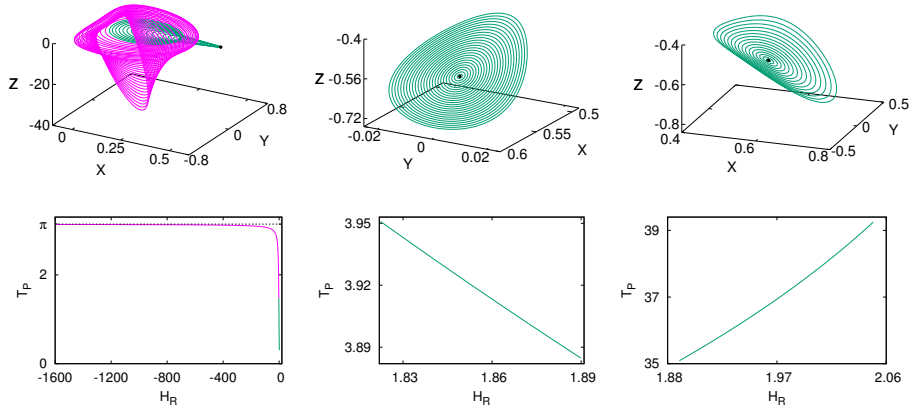 0
-20
-40
Z
0
0.25
0.5
X
-0.8
0
0.8
Y
-0.4
-0.56
-0.72
Z
-0.02
0
0.02
Y
0.6
0.55
0.5
X
-0.4
-0.6
-0.8
Z
0.4
0.6
0.8
X
-0.5
0
0.5
Y
π
2
0
T_P
-1600 -1200 -800 -400 0
H_R
3.95
3.92
3.89
T_P
1.83 1.86 1.89
H_R
39
37
35
T_P
1.88 1.97 2.06
H_R